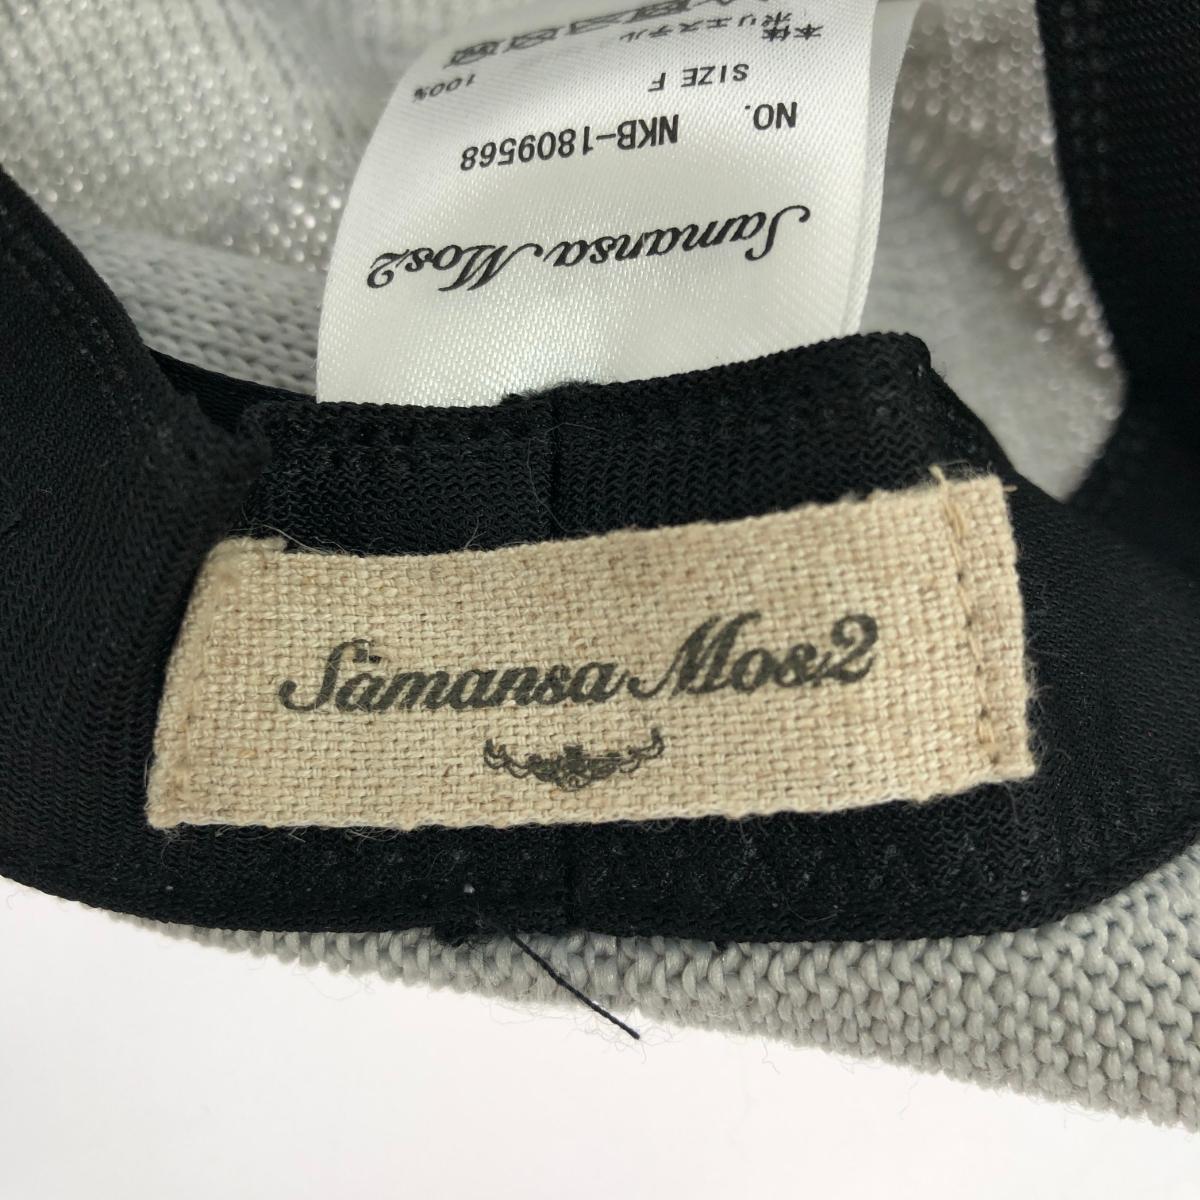 Samansa Mos2
NO. NKB-1809568
SIZE F
本体
ポリエステル 100%
Samansa Mos2